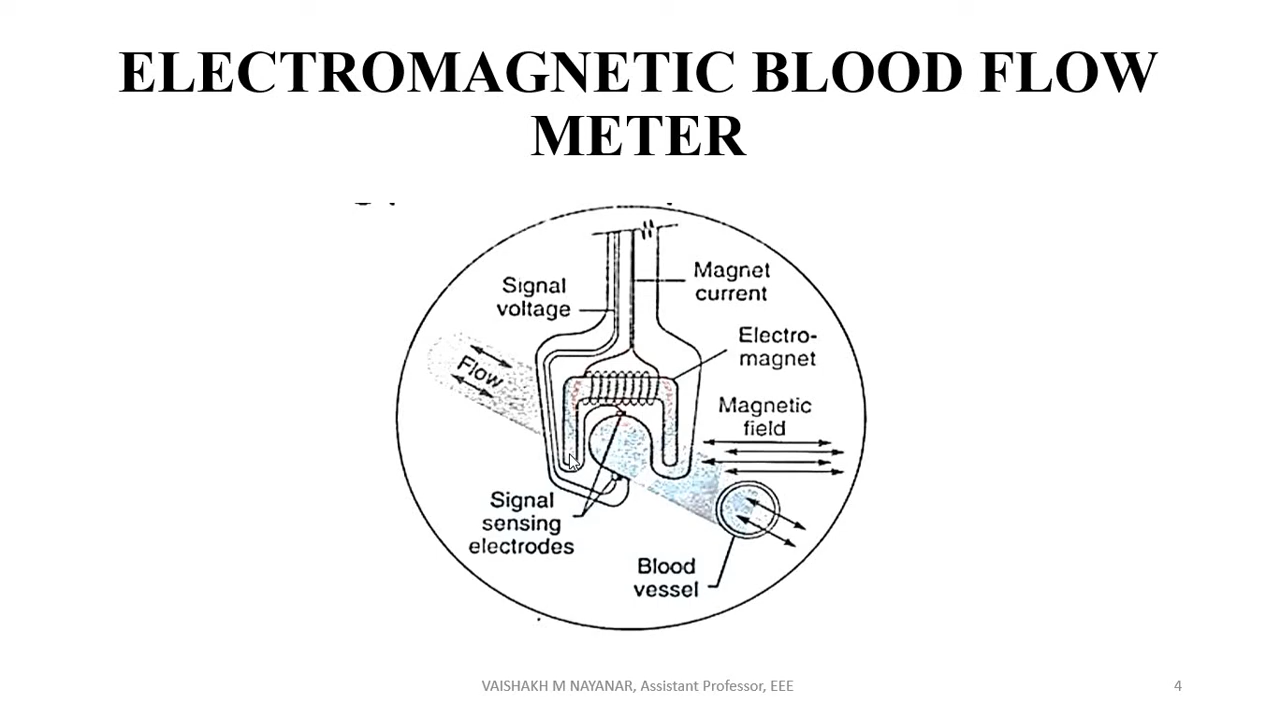 ELECTROMAGNETIC BLOOD FLOW
METER
Signal
voltage
Magnet
current
Electro-
magnet
Flow
Magnetic
field
Signal
sensing
electrodes
Blood
vessel
VAISHAKH M NAYANAR, Assistant Professor, EEE
4